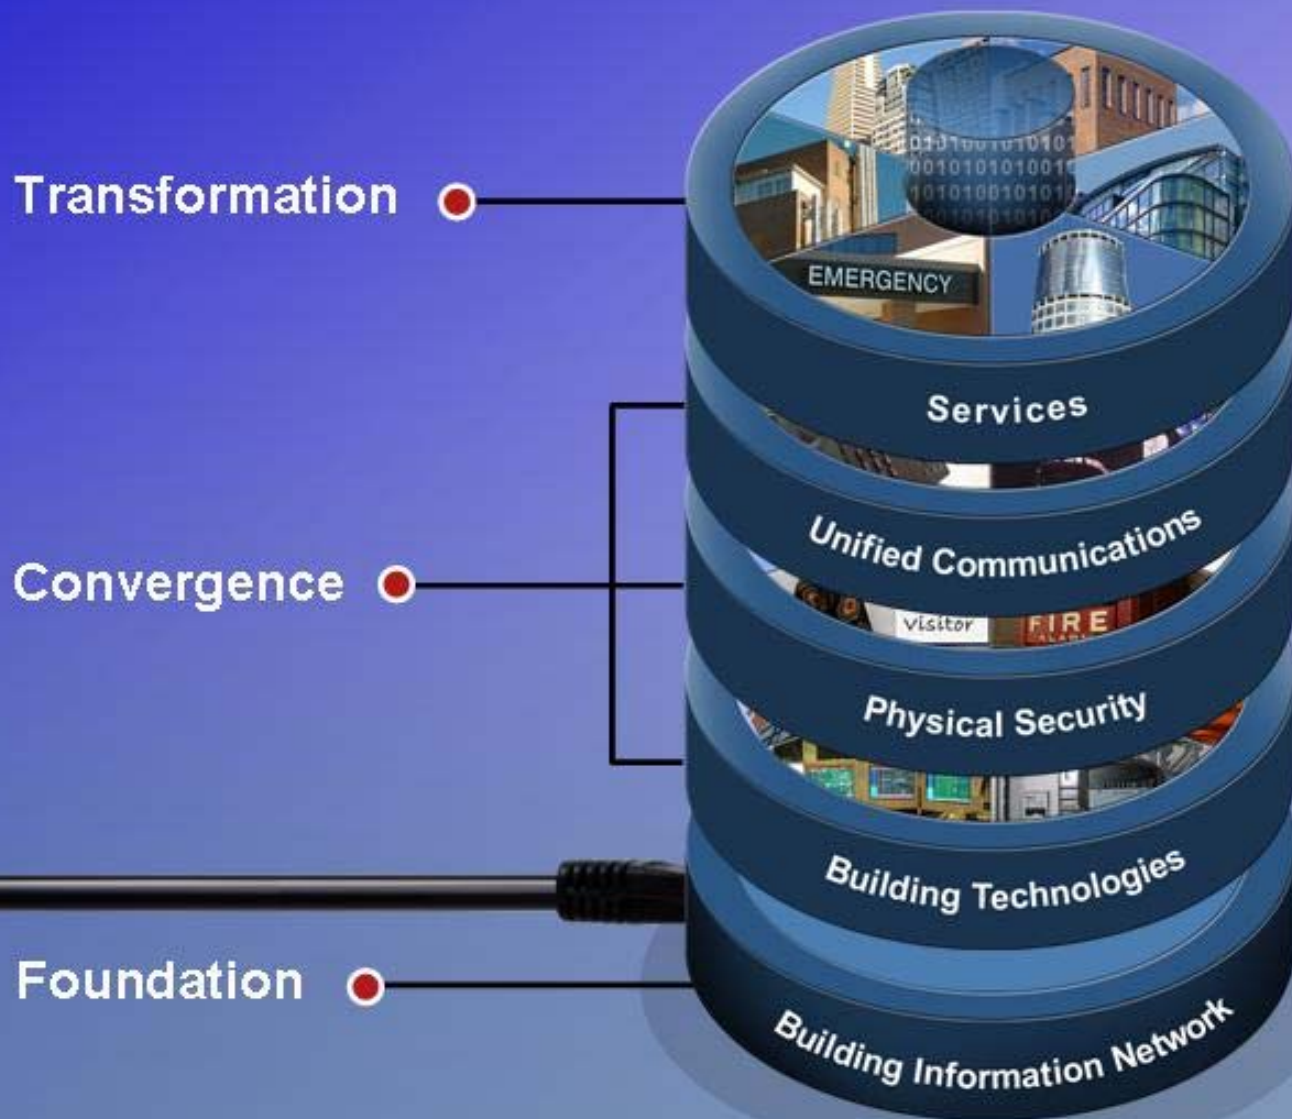 Transformation
EMERGENCY
Services
Unified Communications
Convergence
visitor
FIRE
Physical Security
Building Technologies
Foundation
Building Information Network